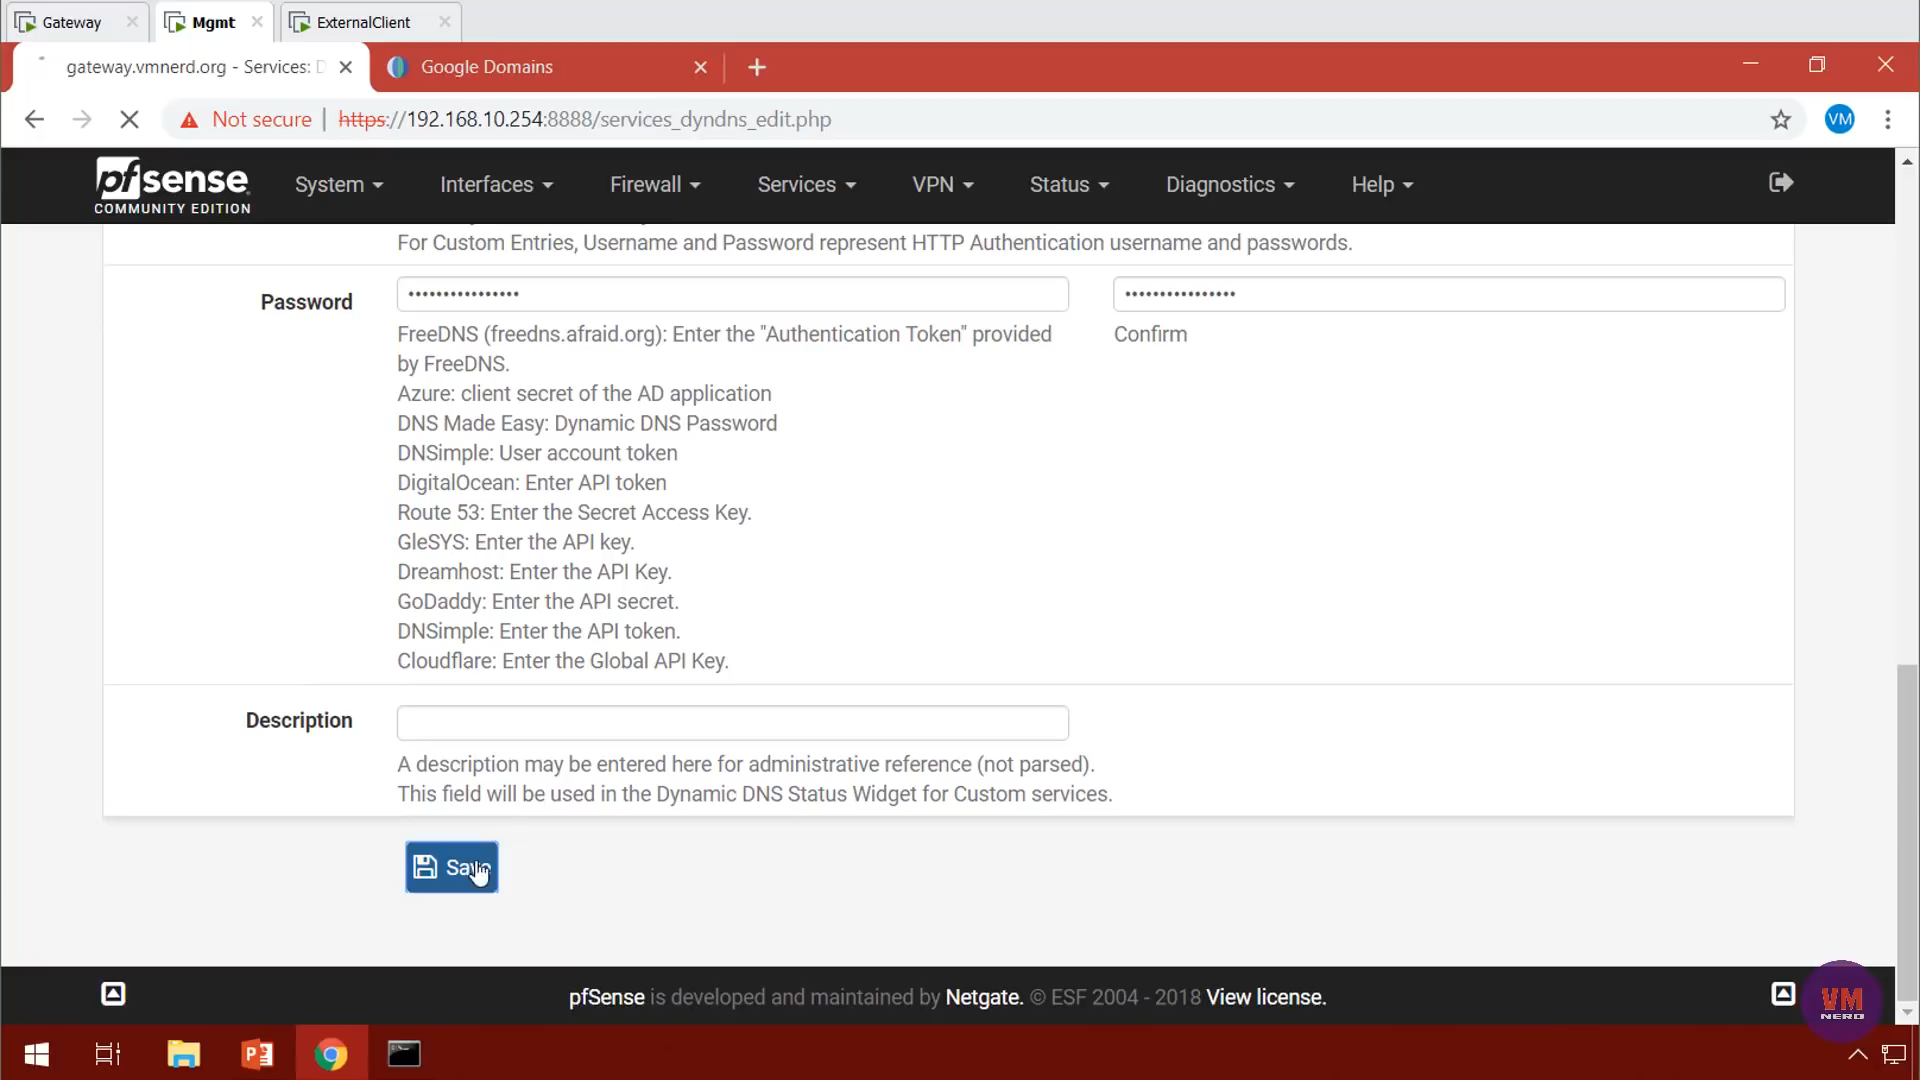 Gateway
Mgmt
ExternalClient
gateway.vmnerd.org - Services: D
Google Domains
Not secure | https://192.168.10.254:8888/services_dyndns_edit.php
VM
pfsense
COMMUNITY EDITION
System
Interfaces
Firewall
Services
VPN
Status
Diagnostics
Help
For Custom Entries, Username and Password represent HTTP Authentication username and passwords.
Password
••••••••••••••••
••••••••••••••••
FreeDNS (freedns.afraid.org): Enter the "Authentication Token" provided
by FreeDNS.
Confirm
Azure: client secret of the AD application
DNS Made Easy: Dynamic DNS Password
DNSimple: User account token
DigitalOcean: Enter API token
Route 53: Enter the Secret Access Key.
GleSYS: Enter the API key.
Dreamhost: Enter the API Key.
GoDaddy: Enter the API secret.
DNSimple: Enter the API token.
Cloudflare: Enter the Global API Key.
Description
A description may be entered here for administrative reference (not parsed).
This field will be used in the Dynamic DNS Status Widget for Custom services.
Save
pfSense is developed and maintained by Netgate. © ESF 2004 - 2018 View license.
VM
NERD